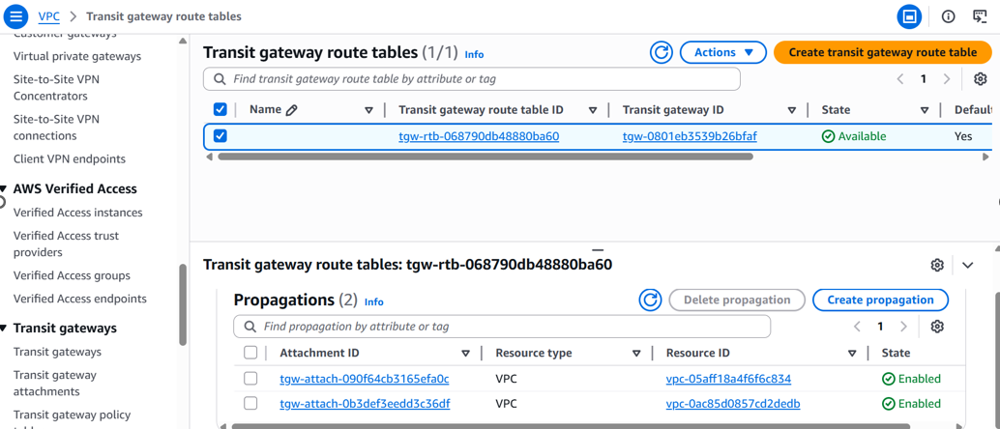 VPC > Transit gateway route tables
Customer gateways
Virtual private gateways
Site-to-Site VPN
Concentrators
Site-to-Site VPN
connections
Client VPN endpoints
AWS Verified Access
Verified Access instances
Verified Access trust
providers
Verified Access groups
Verified Access endpoints
Transit gateways
Transit gateways
Transit gateway
attachments
Transit gateway policy
Transit gateway route tables (1/1) Info
Actions
Create transit gateway route table
Find transit gateway route table by attribute or tag
1
Name Transit gateway route table ID Transit gateway ID State Defaul
tgw-rtb-068790db48880ba60 tgw-0801eb3539b26bfaf Available Yes
Transit gateway route tables: tgw-rtb-068790db48880ba60
Propagations (2) Info
Delete propagation
Create propagation
Find propagation by attribute or tag
1
Attachment ID Resource type Resource ID State
tgw-attach-090f64cb3165efa0c VPC vpc-05aff18a4f6f6c834 Enabled
tgw-attach-0b3def3eedd3c36df VPC vpc-0ac85d0857cd2dedb Enabled